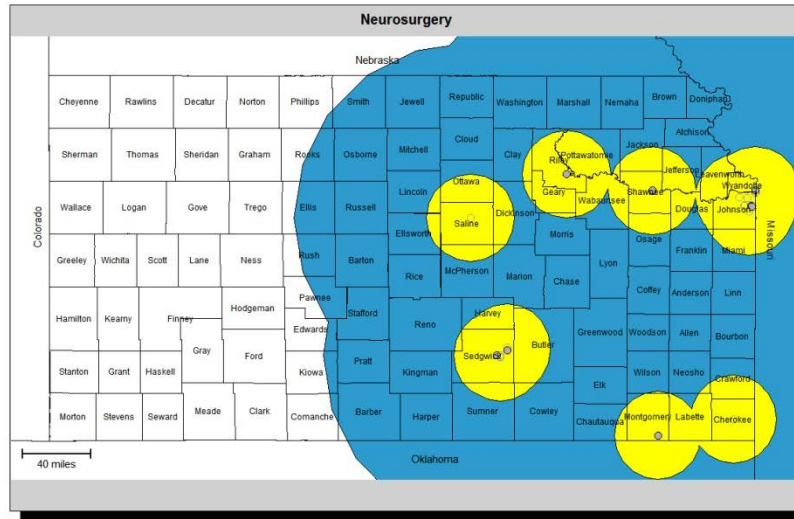 Neurosurgery
Nebraska
Cheyenne Rawlins Decatur Norton Phillips Smith Jewell Republic Washington Marshall Nemaha Brown Doniphan
Atchison
Sherman Thomas Sheridan Graham Rooks Osborne Mitchell Cloud Clay Riley Pottawatomie Jackson Jefferson Leavenworth
Wyandotte
Ottawa
Lincoln
Wallace Logan Gove Trego Ellis Russell Saline Dickinson Geary Wabaunsee Shawnee Douglas Johnson
Ellsworth Morris
Colorado
Missouri
Greeley Wichita Scott Lane Ness Rush Barton Rice McPherson Marion Chase Lyon Osage Franklin Miami
Pawnee
Coffey Anderson Linn
Hamilton Kearny Finney Hodgeman Edwards Stafford Reno Harvey
Gray Ford
Sedgwick Butler Greenwood Woodson Allen Bourbon
Stanton Grant Haskell Kiowa Pratt Kingman Elk Wilson Neosho Crawford
Morton Stevens Seward Meade Clark Comanche Barber Harper Sumner Cowley Chautauqua Montgomery Labette Cherokee
Oklahoma
40 miles